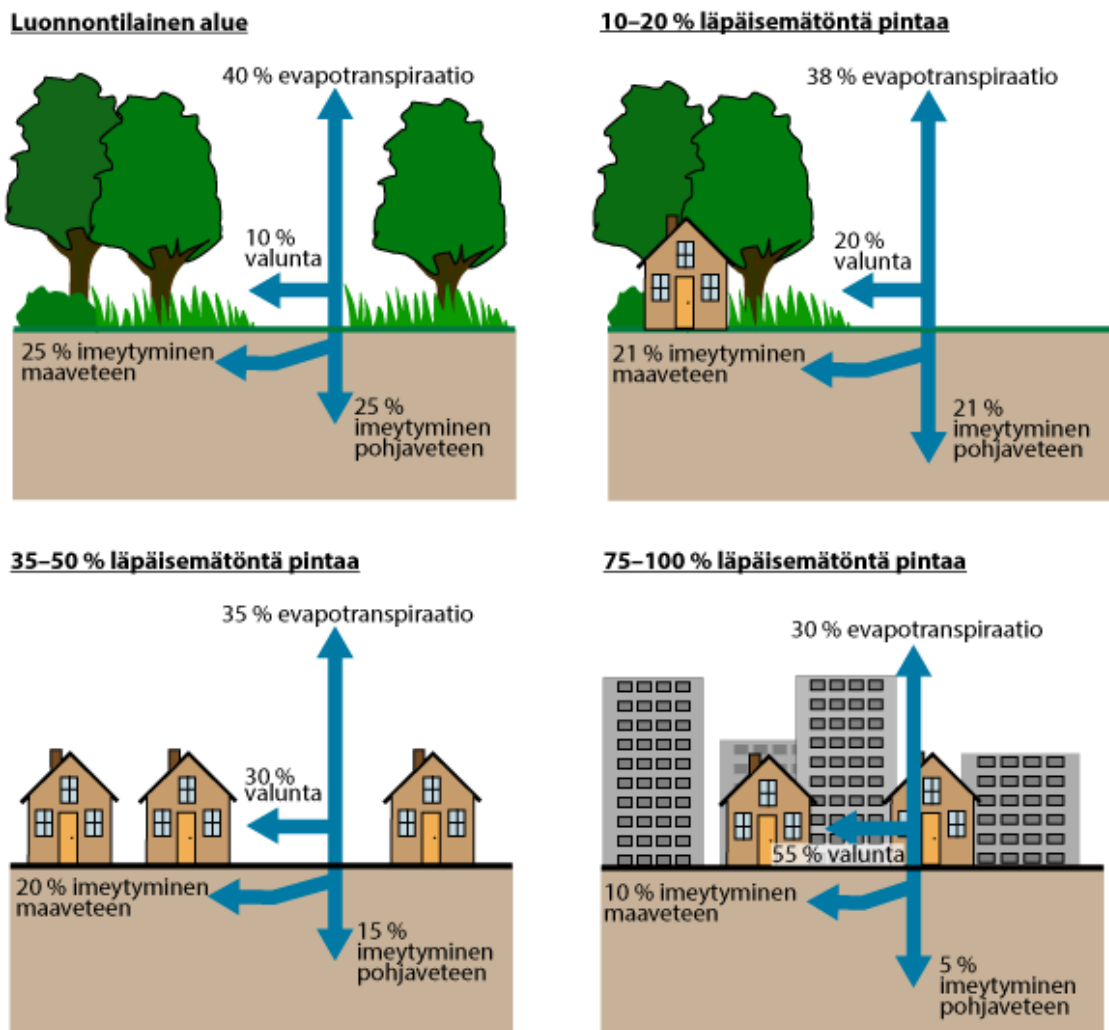 Luonnontilainen alue
40 % evapotranspiraatio
10 %
valunta
25 % imeytyminen
maaveteen
25 %
imeytyminen
pohjaveteen
10–20 % läpäisemätöntä pintaa
38 % evapotranspiraatio
20 %
valunta
21 % imeytyminen
maaveteen
21 %
imeytyminen
pohjaveteen
35–50 % läpäisemätöntä pintaa
35 % evapotranspiraatio
30 %
valunta
20 % imeytyminen
maaveteen
15 %
imeytyminen
pohjaveteen
75–100 % läpäisemätöntä pintaa
30 % evapotranspiraatio
55 % valunta
10 % imeytyminen
maaveteen
5 %
imeytyminen
pohjaveteen